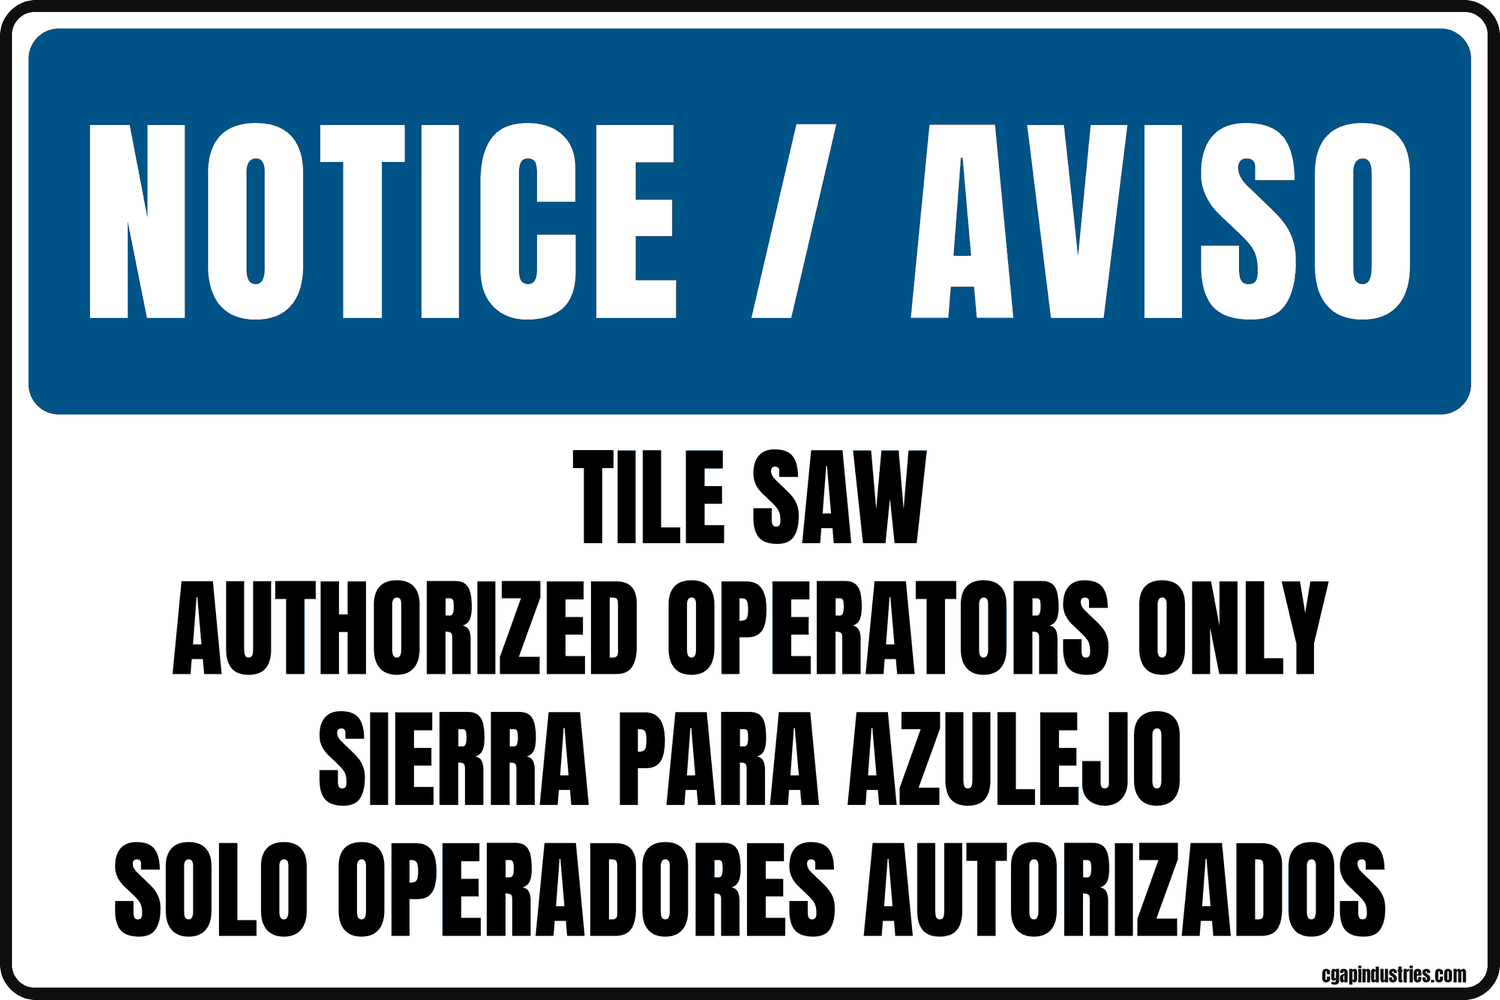 NOTICE / AVISO
TILE SAW
AUTHORIZED OPERATORS ONLY
SIERRA PARA AZULEJO
SOLO OPERADORES AUTORIZADOS
cgapindustries.com